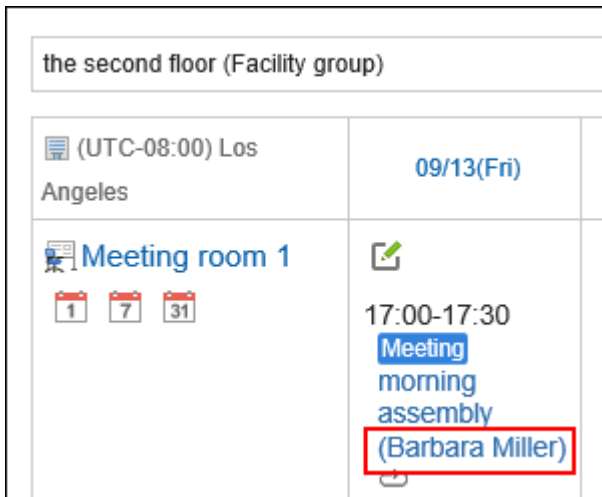 the second floor (Facility group)
(UTC-08:00) Los
Angeles
09/13(Fri)
Meeting room 1
1 7 31
17:00-17:30
Meeting
morning
assembly
(Barbara Miller)